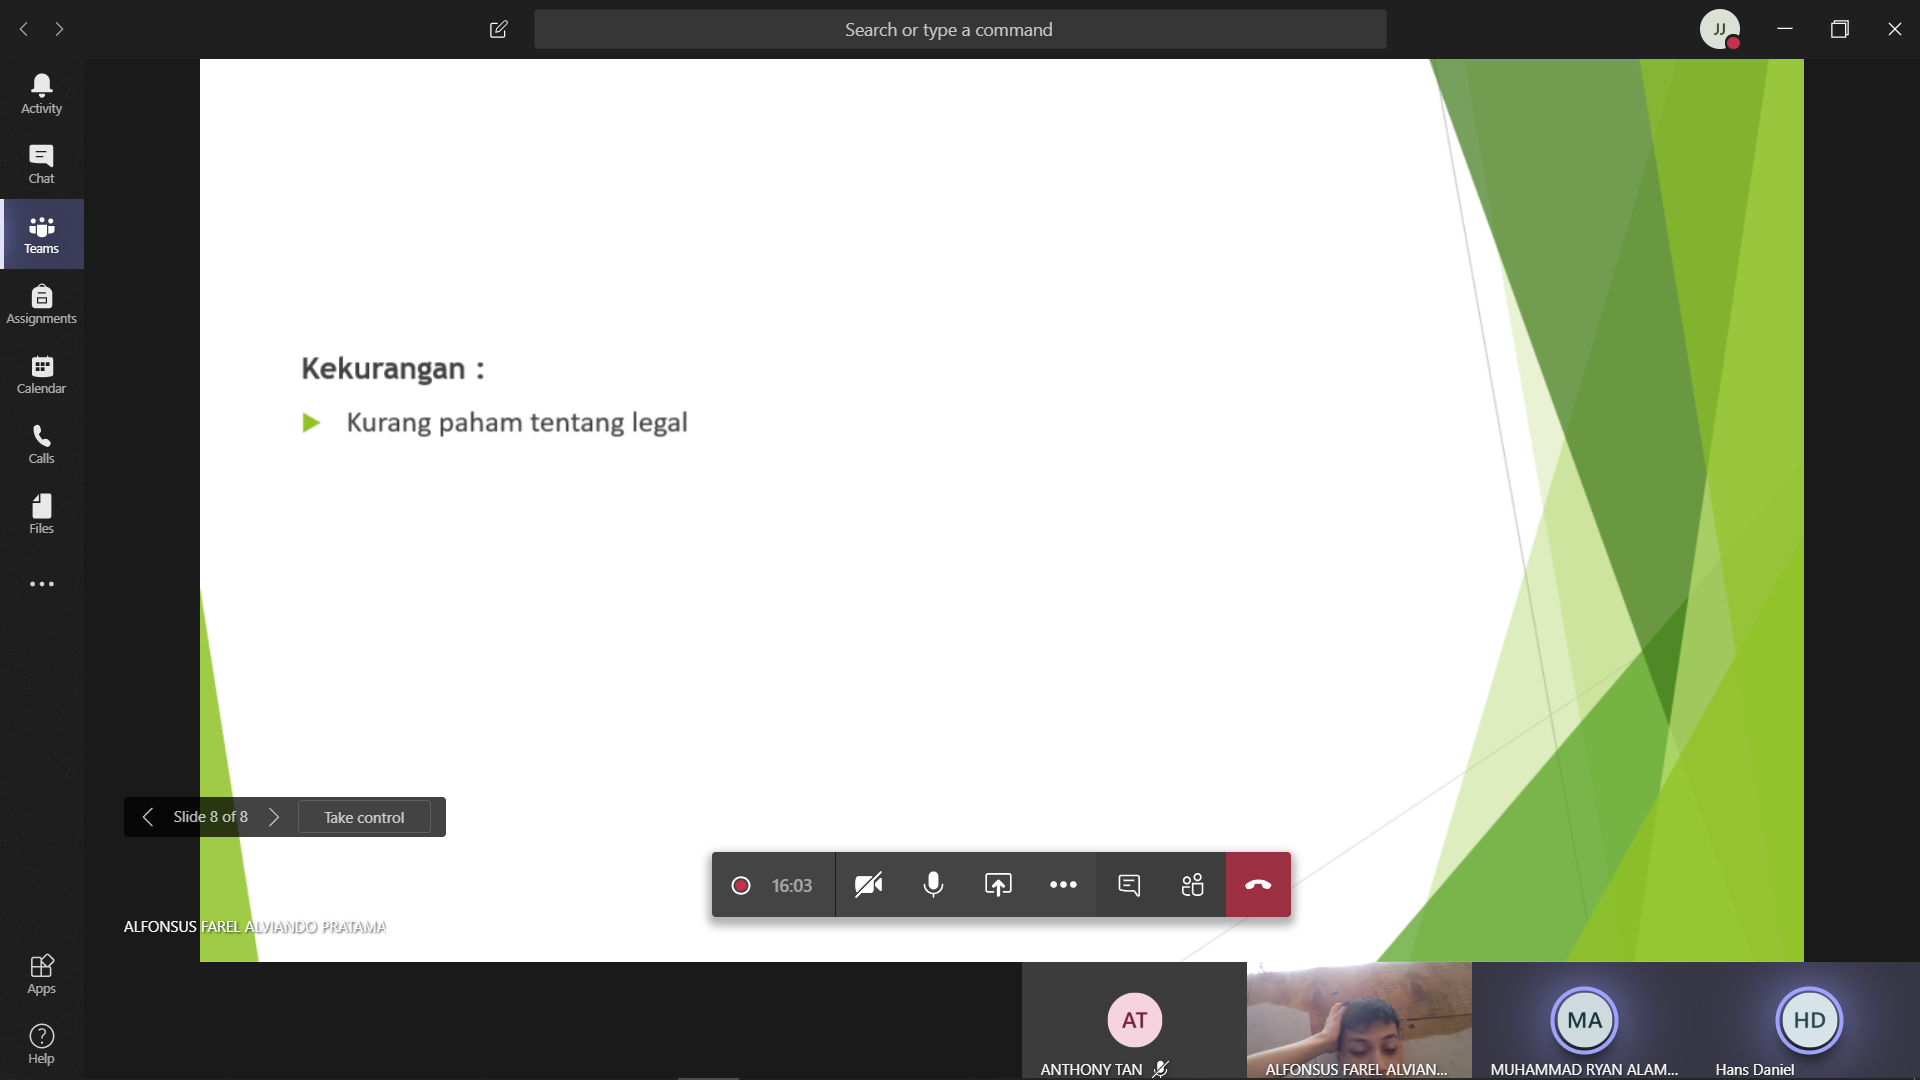 Search or type a command
JJ
Activity
Chat
Teams
Assignments
Calendar
Calls
Files
Apps
Help
Kekurangan :
Kurang paham tentang legal
Slide 8 of 8
Take control
16:03
ALFONSUS FAREL ALVIANDO PRATAMA
AT
ANTHONY TAN
ALFONSUS FAREL ALVIAN...
MA
MUHAMMAD RYAN ALAM...
HD
Hans Daniel